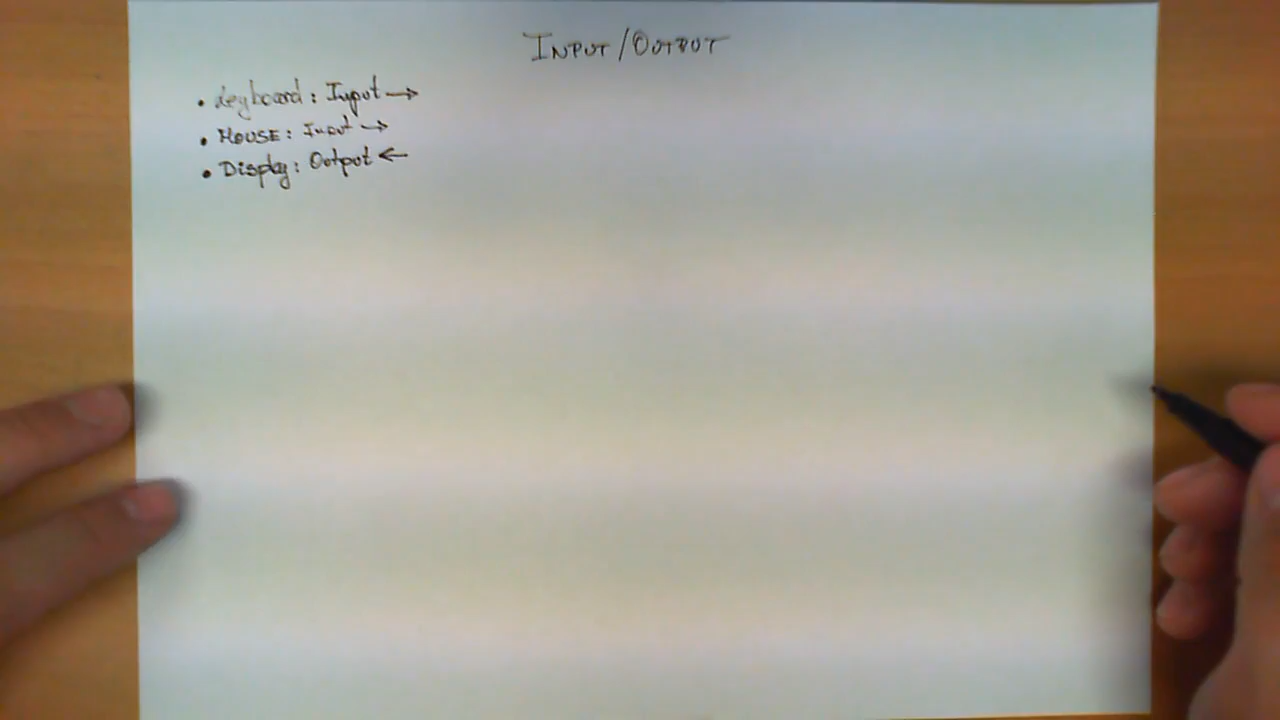 INPUT/OUTPUT
• Keyboard: Input →
• MOUSE: Input →
• Display: Output ←